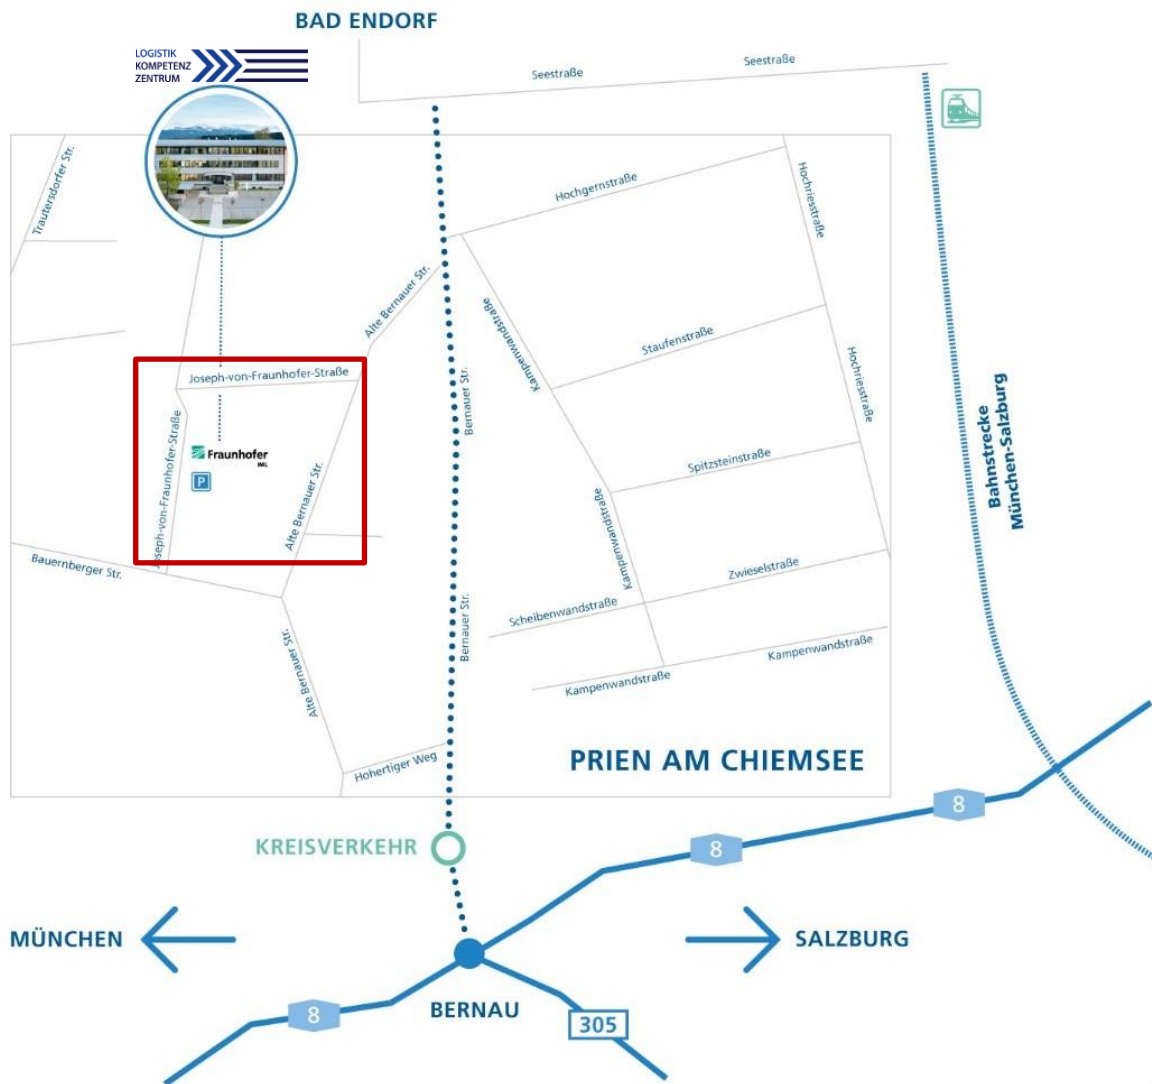 BAD ENDORF
LOGISTIK
KOMPETENZ
ZENTRUM
Seestraße
Seestraße
Trautersdorfer Str.
Hochgernstraße
Hochriesstraße
Alte Bernauer Str.
Kampenwandstraße
Staufenstraße
Joseph-von-Fraunhofer-Straße
Bernauer Str.
Hochriesstraße
Bahnstrecke
München-Salzburg
Joseph-von-Fraunhofer-Straße
Fraunhofer
IML
P
Alte Bernauer Str.
Spitzsteinstraße
Kampenwandstraße
Bauernberger Str.
Zwieselstraße
Scheibenwandstraße
Bernauer Str.
Alte Bernauer Str.
Kampenwandstraße
Kampenwandstraße
Hohertiger Weg
PRIEN AM CHIEMSEE
8
8
KREISVERKEHR
MÜNCHEN
SALZBURG
BERNAU
8
305